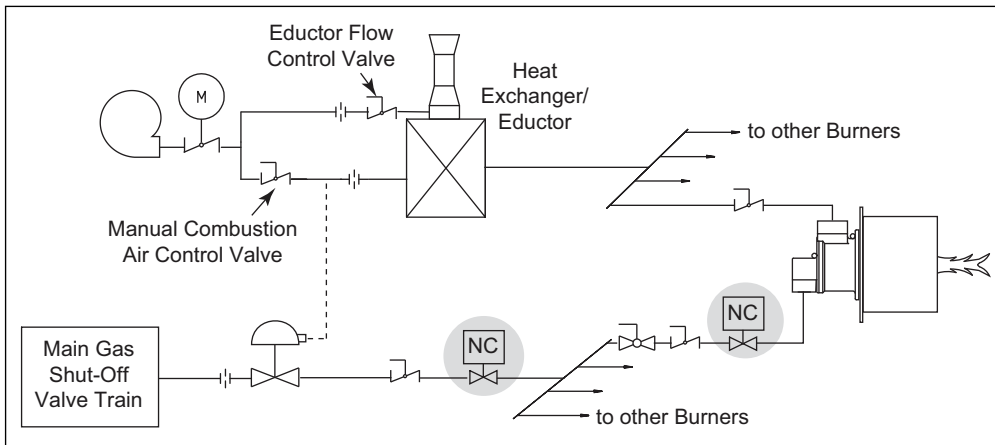 Eductor Flow
Control Valve
Heat
Exchanger/
Eductor
M
to other Burners
Manual Combustion
Air Control Valve
NC
NC
Main Gas
Shut-Off
Valve Train
to other Burners